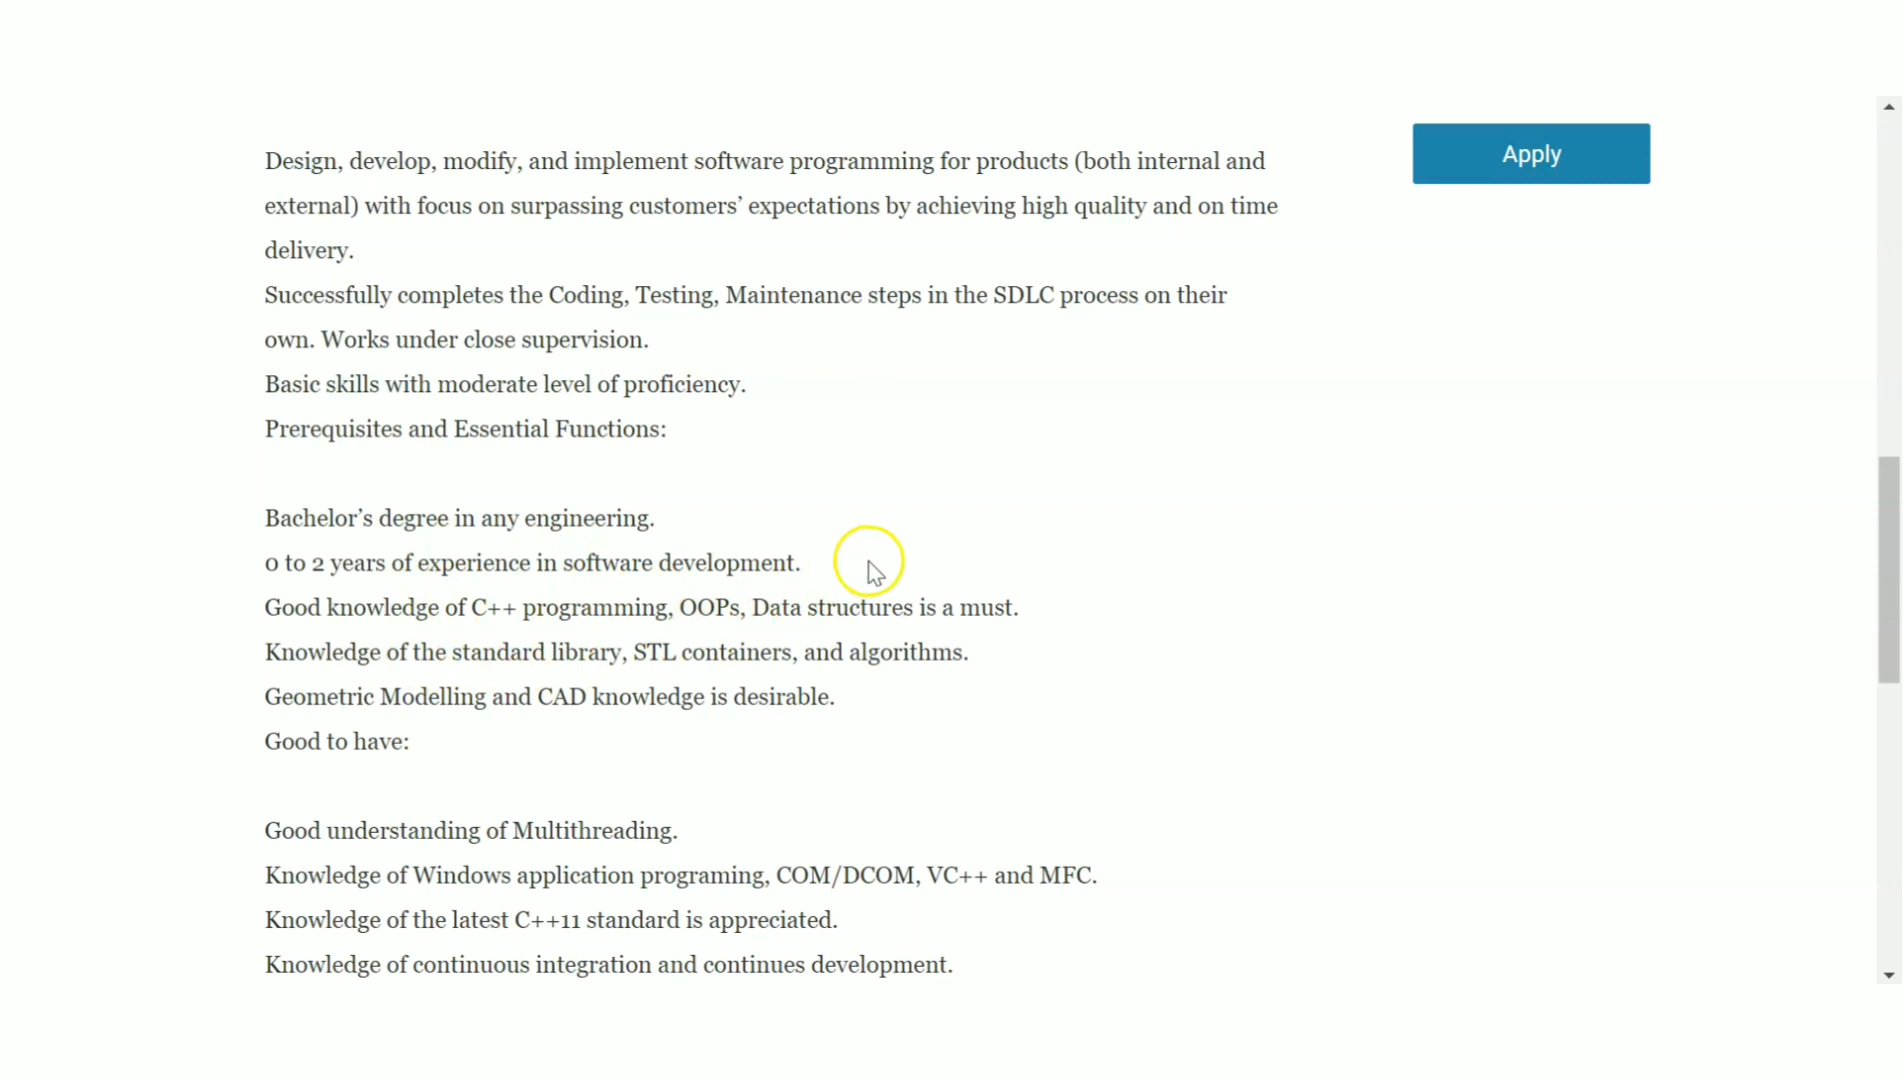 Apply
Design, develop, modify, and implement software programming for products (both internal and
external) with focus on surpassing customers’ expectations by achieving high quality and on time
delivery.
Successfully completes the Coding, Testing, Maintenance steps in the SDLC process on their
own. Works under close supervision.
Basic skills with moderate level of proficiency.
Prerequisites and Essential Functions:
Bachelor’s degree in any engineering.
0 to 2 years of experience in software development.
Good knowledge of C++ programming, OOPs, Data structures is a must.
Knowledge of the standard library, STL containers, and algorithms.
Geometric Modelling and CAD knowledge is desirable.
Good to have:
Good understanding of Multithreading.
Knowledge of Windows application programing, COM/DCOM, VC++ and MFC.
Knowledge of the latest C++11 standard is appreciated.
Knowledge of continuous integration and continues development.